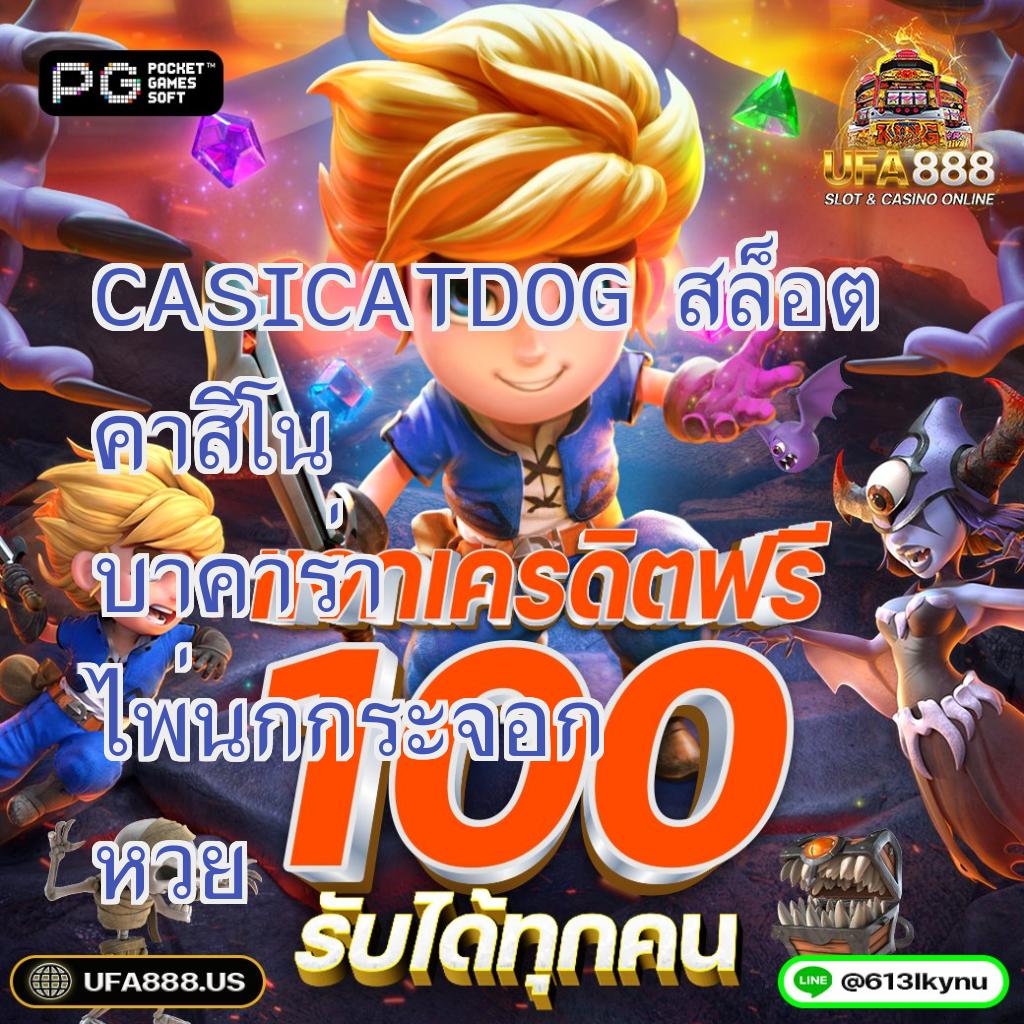 PG POCKET GAMES SOFT™
UFA888
SLOT & CASINO ONLINE
CASICATDOG สล็อต
คาสิโน
บาคาร่า
เครดิตฟรี
ไพ่นกกระจอก
100
หวย
รับได้ทุกคน
UFA888.US
LINE @613lkynu